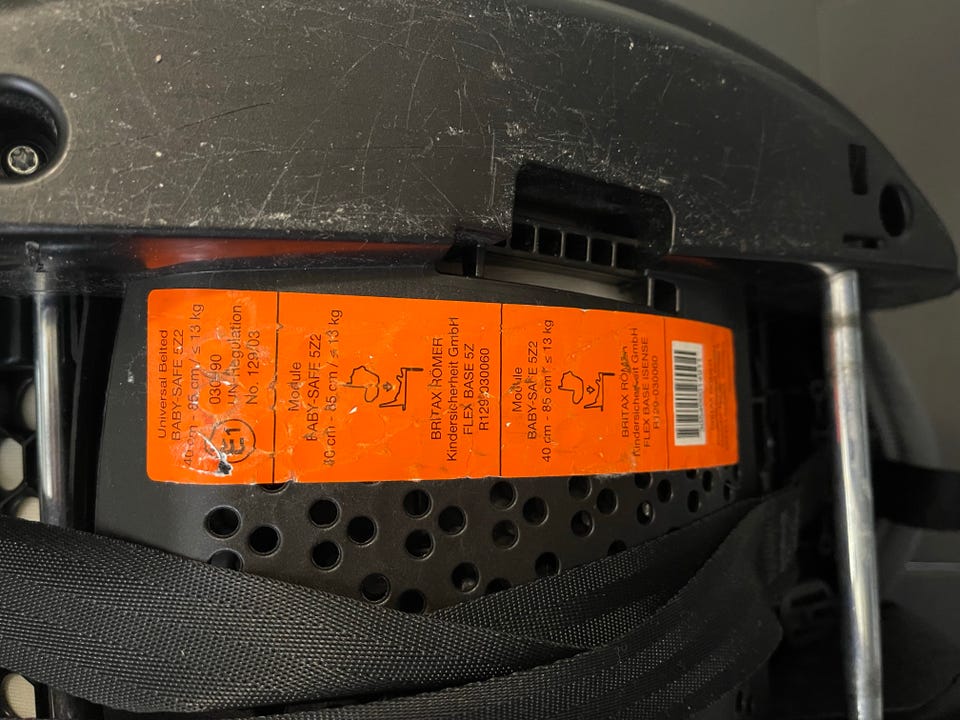 Universal Belted
BABY-SAFE 5Z2
40 cm - 85 cm / ≤ 13 kg
UN Regulation
No. 129/03
E1
Module
BABY-SAFE 5Z2
40 cm - 85 cm / ≤ 13 kg
BRITAX RÖMER
Kindersicherheit GmbH
FLEX BASE 5Z
R129-030060
Module
BABY-SAFE 5Z2
40 cm - 85 cm / ≤ 13 kg
BRITAX RÖMER
Kindersicherheit GmbH
FLEX BASE iSENSE
R129-030060